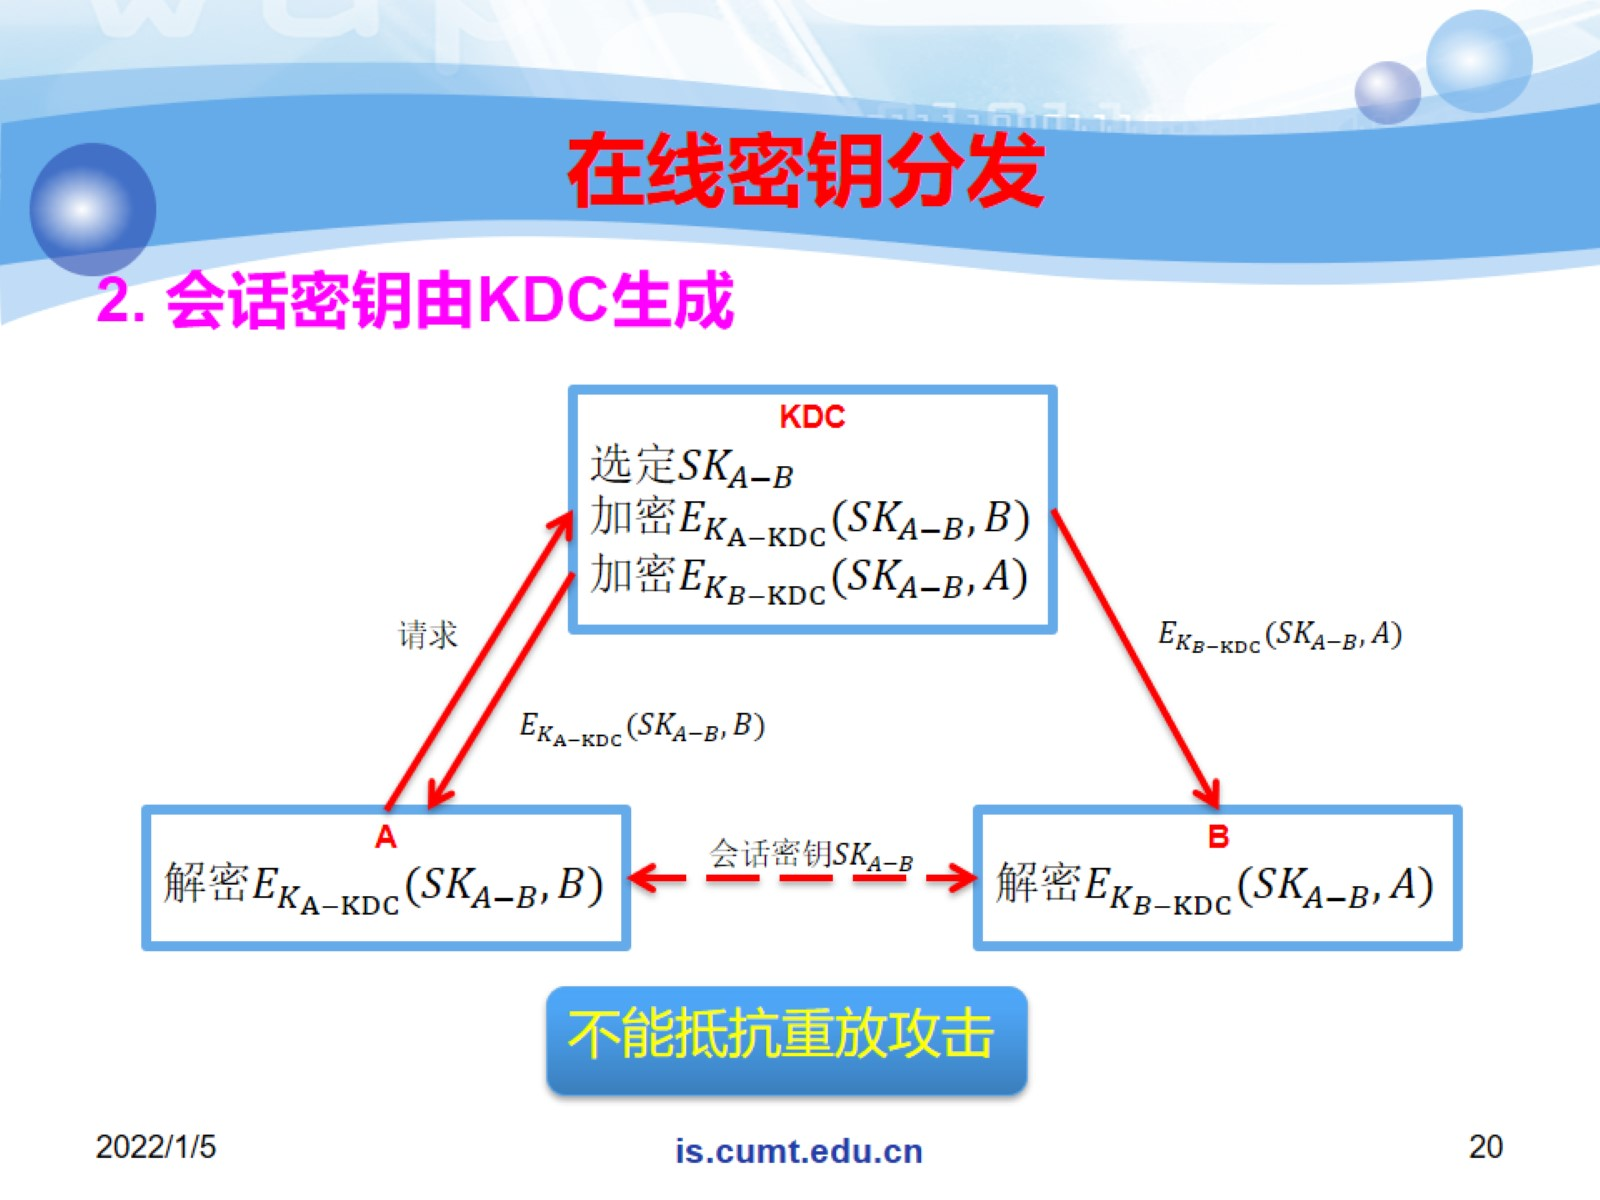 在线密钥分发
2. 会话密钥由KDC生成
KDC
选定SK_{A−B}
加密E_{K_{A−KDC}}(SK_{A−B}, B)
加密E_{K_{B−KDC}}(SK_{A−B}, A)
请求
E_{K_{A−KDC}}(SK_{A−B}, B)
E_{K_{B−KDC}}(SK_{A−B}, A)
A
解密E_{K_{A−KDC}}(SK_{A−B}, B)
会话密钥SK_{A−B}
B
解密E_{K_{B−KDC}}(SK_{A−B}, A)
不能抵抗重放攻击
2022/1/5
is.cumt.edu.cn
20